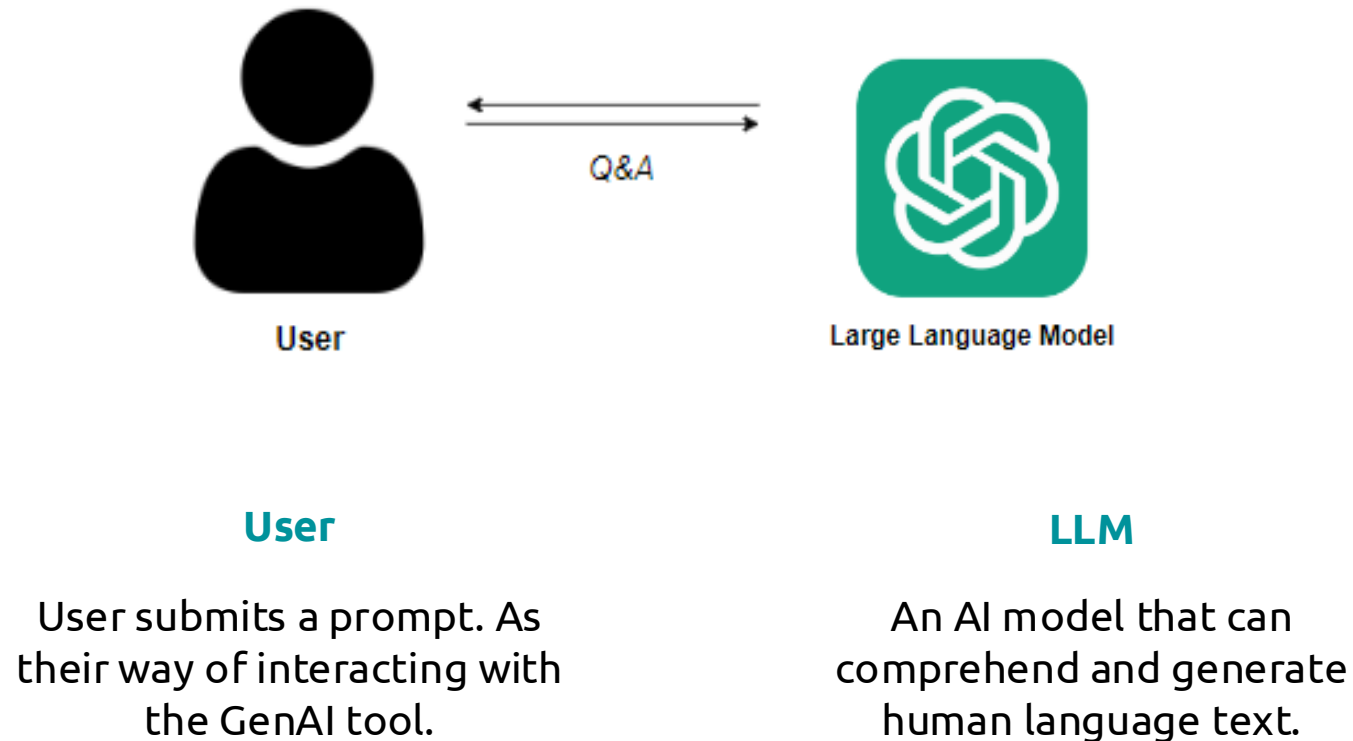 Q&A
User
Large Language Model
User
User submits a prompt. As
their way of interacting with
the GenAI tool.
LLM
An AI model that can
comprehend and generate
human language text.